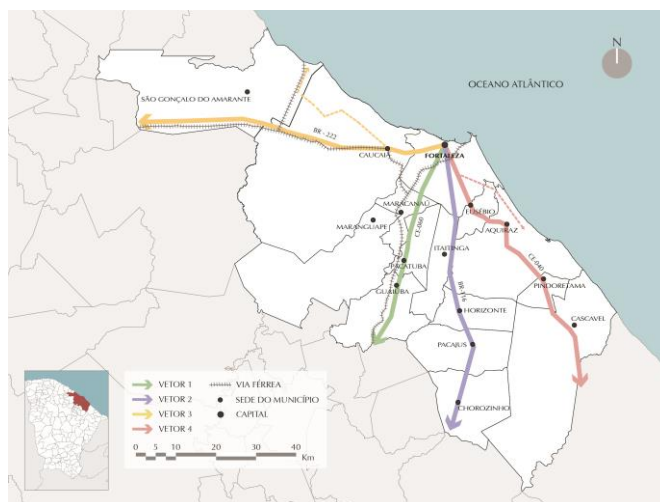 N
OCEANO ATLÂNTICO
SÃO GONÇALO DO AMARANTE
BR - 222
CAUCAIA
FORTALEZA
MARACANAÚ
EUSÉBIO
MARANGUAPE
CE-060
AQUIRAZ
ITAITINGA
PACATUBA
CE-040
GUAIÚBA
BR-116
PINDORETAMA
HORIZONTE
CASCAVEL
PACAJUS
CHOROZINHO
VETOR 1
VETOR 2
VETOR 3
VETOR 4
VIA FÉRREA
SEDE DO MUNICÍPIO
CAPITAL
0 5 10 20 30 40
Km